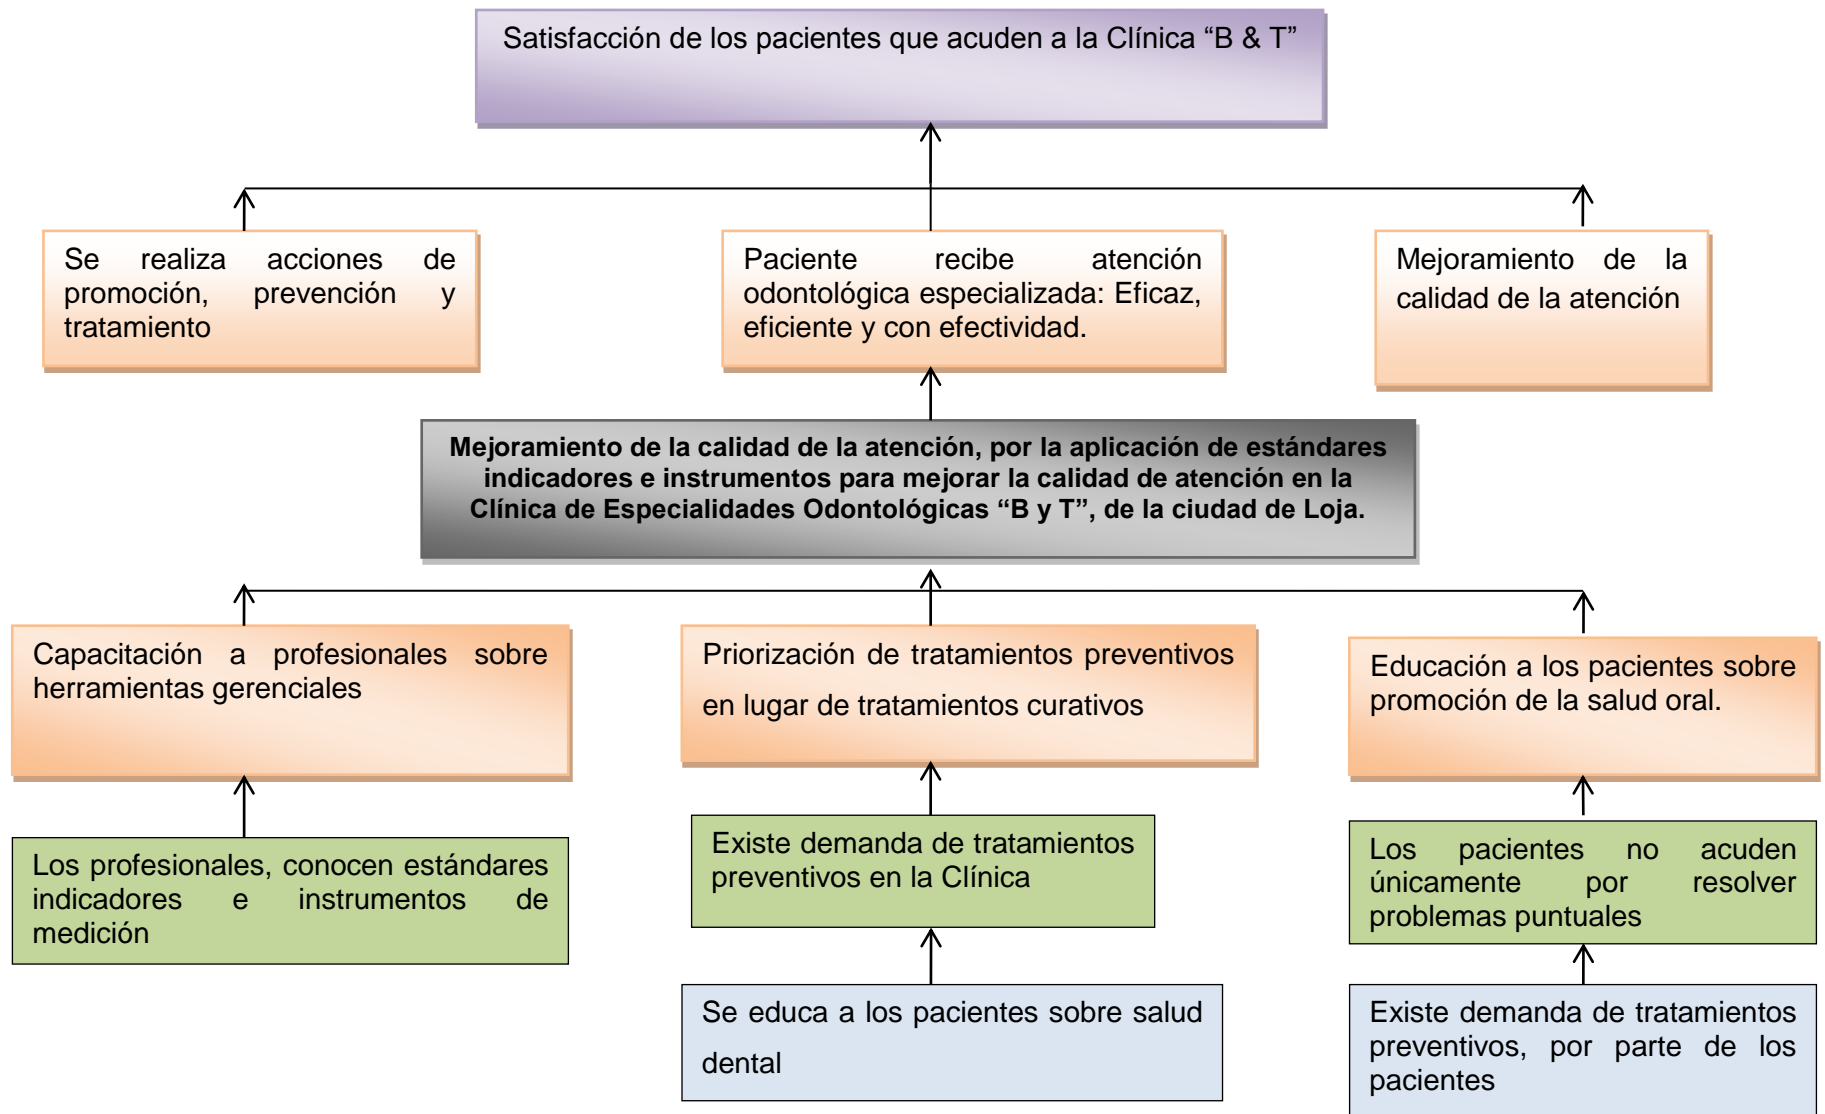 Satisfacción de los pacientes que acuden a la Clínica “B & T”
Se realiza acciones de
promoción, prevención y
tratamiento
Paciente recibe atención
odontológica especializada: Eficaz,
eficiente y con efectividad.
Mejoramiento de la
calidad de la atención
Mejoramiento de la calidad de la atención, por la aplicación de estándares
indicadores e instrumentos para mejorar la calidad de atención en la
Clínica de Especialidades Odontológicas “B y T”, de la ciudad de Loja.
Capacitación a profesionales sobre
herramientas gerenciales
Priorización de tratamientos preventivos
en lugar de tratamientos curativos
Educación a los pacientes sobre
promoción de la salud oral.
Los profesionales, conocen estándares
indicadores e instrumentos de
medición
Existe demanda de tratamientos
preventivos en la Clínica
Los pacientes no acuden
únicamente por resolver
problemas puntuales
Se educa a los pacientes sobre salud
dental
Existe demanda de tratamientos
preventivos, por parte de los
pacientes